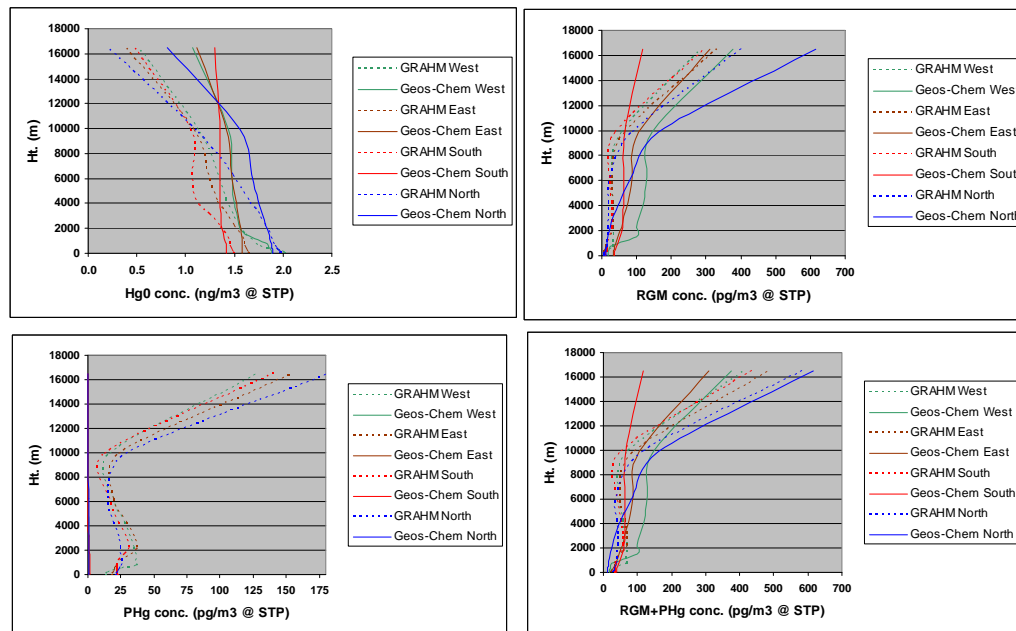 18000
16000
14000
12000
10000
8000
6000
4000
2000
0
Ht. (m)
0.0 0.5 1.0 1.5 2.0 2.5
Hg0 conc. (ng/m3 @ STP)
GRAHM West
Geos-Chem West
GRAHM East
Geos-Chem East
GRAHM South
Geos-Chem South
GRAHM North
Geos-Chem North
18000
16000
14000
12000
10000
8000
6000
4000
2000
0
Ht. (m)
0 100 200 300 400 500 600 700
RGM conc. (pg/m3 @ STP)
GRAHM West
Geos-Chem West
GRAHM East
Geos-Chem East
GRAHM South
Geos-Chem South
GRAHM North
Geos-Chem North
18000
16000
14000
12000
10000
8000
6000
4000
2000
0
Ht. (m)
0 25 50 75 100 125 150 175
PHg conc. (pg/m3 @ STP)
GRAHM West
Geos-Chem West
GRAHM East
Geos-Chem East
GRAHM South
Geos-Chem South
GRAHM North
Geos-Chem North
18000
16000
14000
12000
10000
8000
6000
4000
2000
0
Ht. (m)
0 100 200 300 400 500 600 700
RGM+PHg conc. (pg/m3 @ STP)
GRAHM West
Geos-Chem West
GRAHM East
Geos-Chem East
GRAHM South
Geos-Chem South
GRAHM North
Geos-Chem North